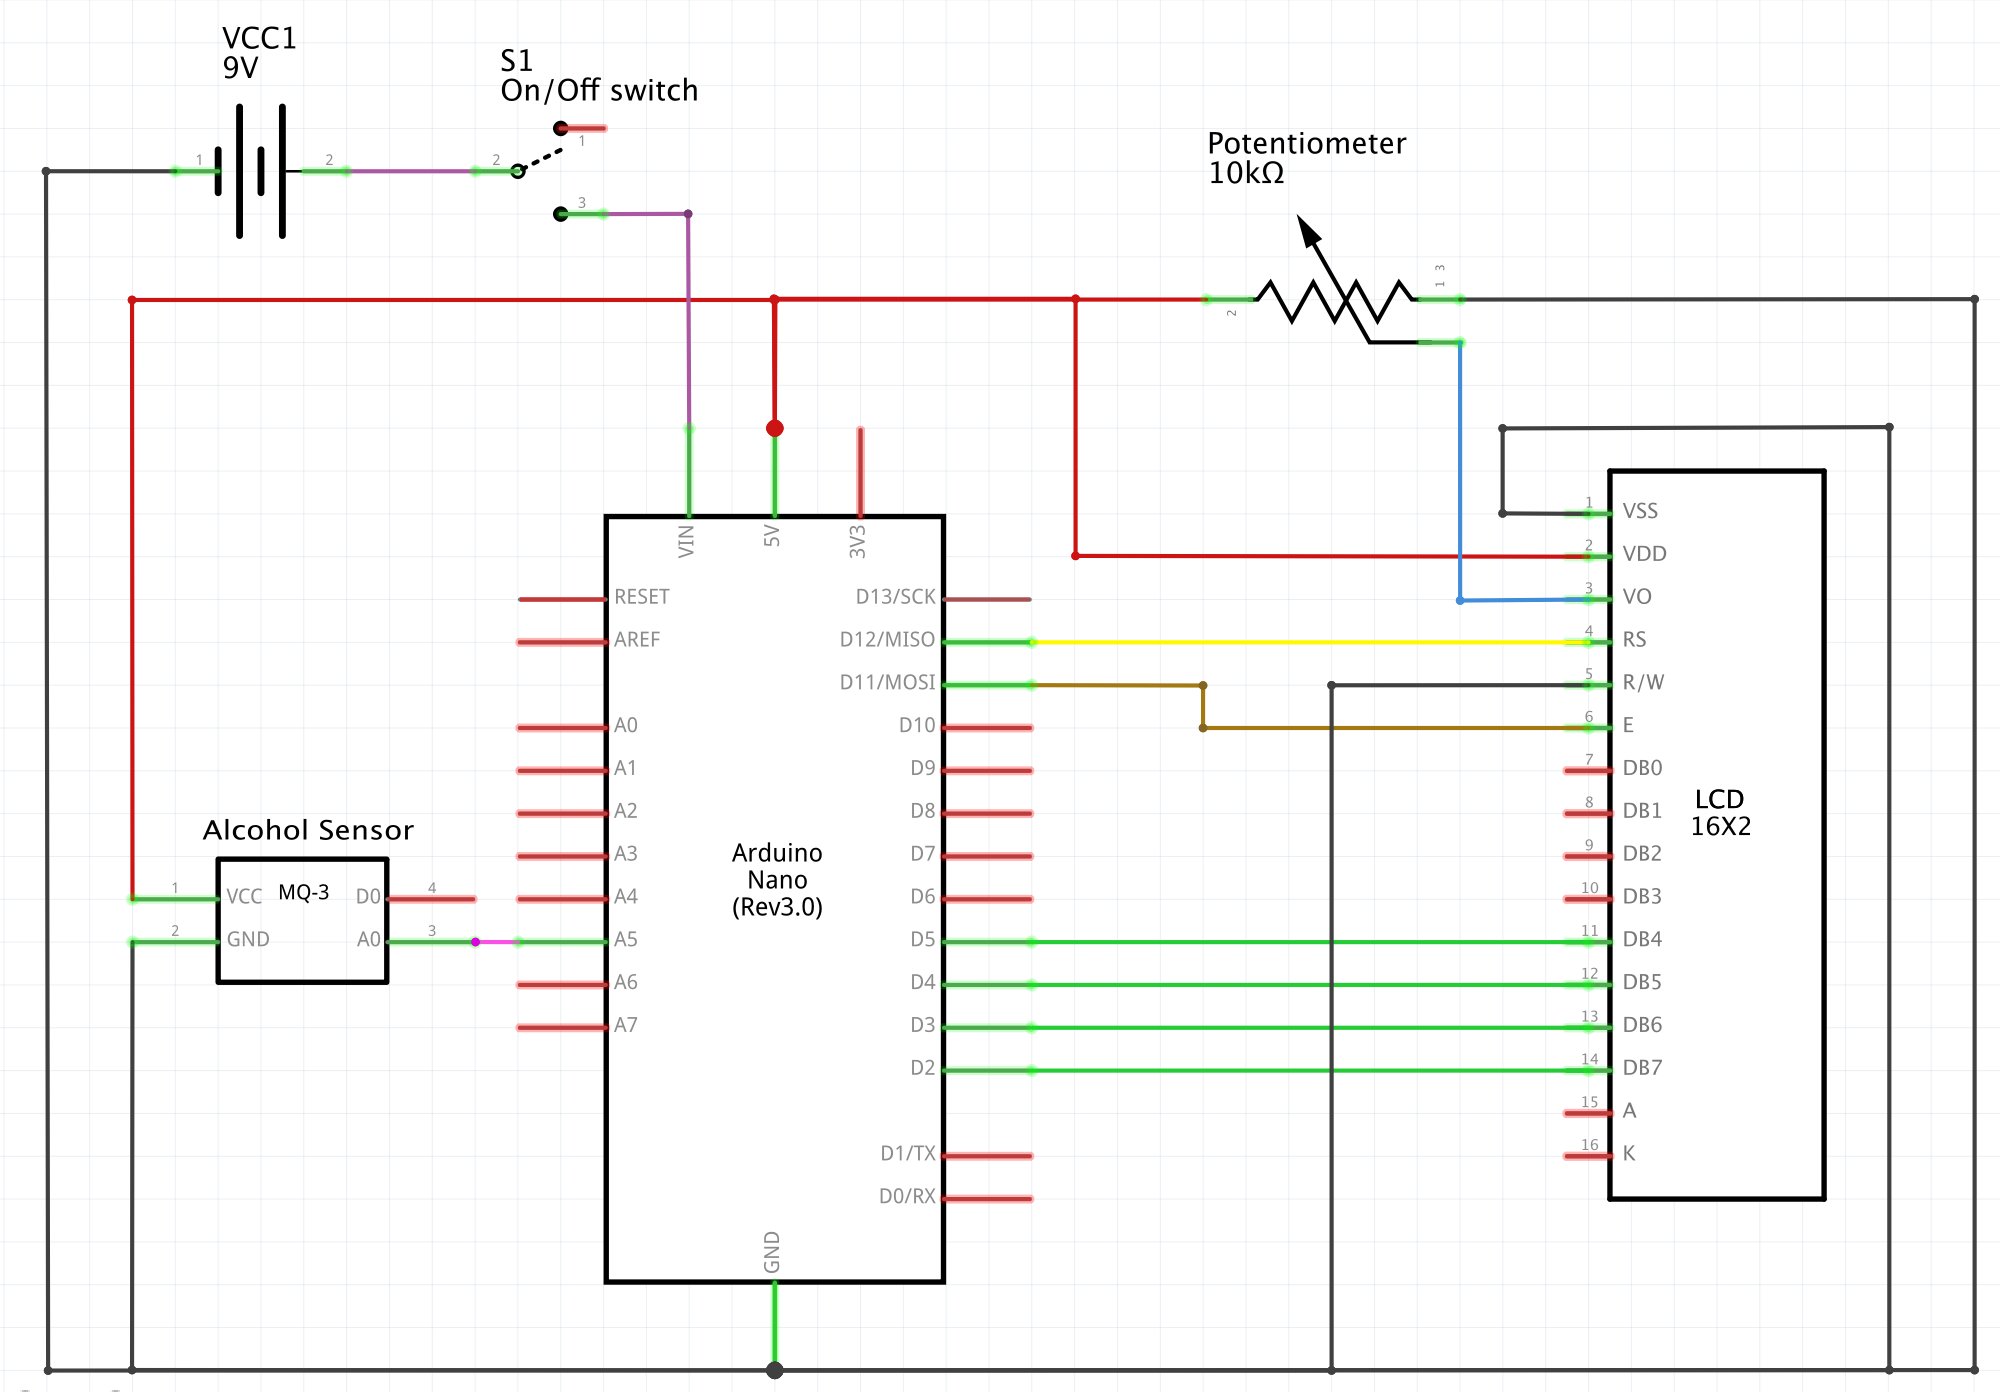 VCC1
9V
S1
On/Off switch
1
2
2
1
3
Potentiometer
10kΩ
2
1 3
VIN
5V
3V3
RESET
AREF
A0
A1
A2
A3
A4
A5
A6
A7
D13/SCK
D12/MISO
D11/MOSI
D10
D9
D8
D7
D6
D5
D4
D3
D2
D1/TX
D0/RX
GND
Arduino
Nano
(Rev3.0)
Alcohol Sensor
MQ-3
1 VCC
2 GND
D0 4
A0 3
1 VSS
2 VDD
3 VO
4 RS
5 R/W
6 E
7 DB0
8 DB1
9 DB2
10 DB3
11 DB4
12 DB5
13 DB6
14 DB7
15 A
16 K
LCD
16X2